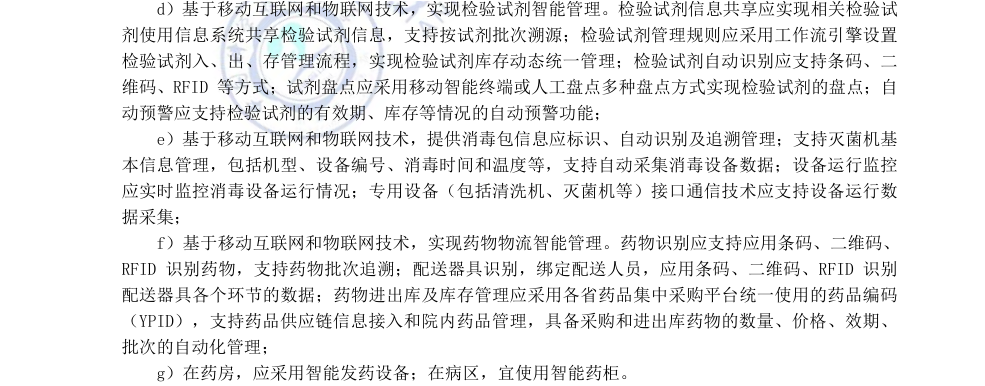 d）基于移动互联网和物联网技术，实现检验试剂智能管理。检验试剂信息共享应实现相关检验试
剂使用信息系统共享检验试剂信息，支持按试剂批次溯源；检验试剂管理规则应采用工作流引擎设置
检验试剂入、出、存管理流程，实现检验试剂库存动态统一管理；检验试剂自动识别应支持条码、二
维码、RFID 等方式；试剂盘点应采用移动智能终端或人工盘点多种盘点方式实现检验试剂的盘点；自
动预警应支持检验试剂的有效期、库存等情况的自动预警功能；
e）基于移动互联网和物联网技术，提供消毒包信息应标识、自动识别及追溯管理；支持灭菌机基
本信息管理，包括机型、设备编号、消毒时间和温度等，支持自动采集消毒设备数据；设备运行监控
应实时监控消毒设备运行情况；专用设备（包括清洗机、灭菌机等）接口通信技术应支持设备运行数
据采集；
f）基于移动互联网和物联网技术，实现药物物流智能管理。药物识别应支持应用条码、二维码、
RFID 识别药物，支持药物批次追溯；配送器具识别，绑定配送人员，应用条码、二维码、RFID 识别
配送器具各个环节的数据；药物进出库及库存管理应采用各省药品集中采购平台统一使用的药品编码
（YPID），支持药品供应链信息接入和院内药品管理，具备采购和进出库药物的数量、价格、效期、
批次的自动化管理；
g）在药房，应采用智能发药设备；在病区，宜使用智能药柜。